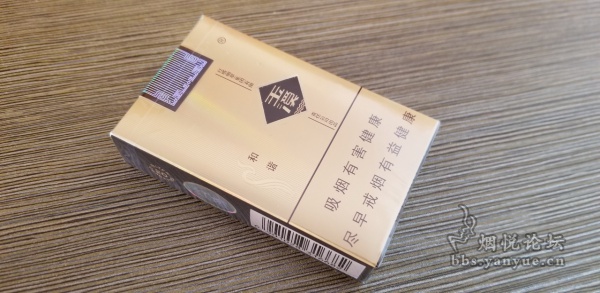 玉溪
和
谐
吸烟有害健康
尽早戒烟有益健康
烟悦论坛
bbs.yanyue.cn